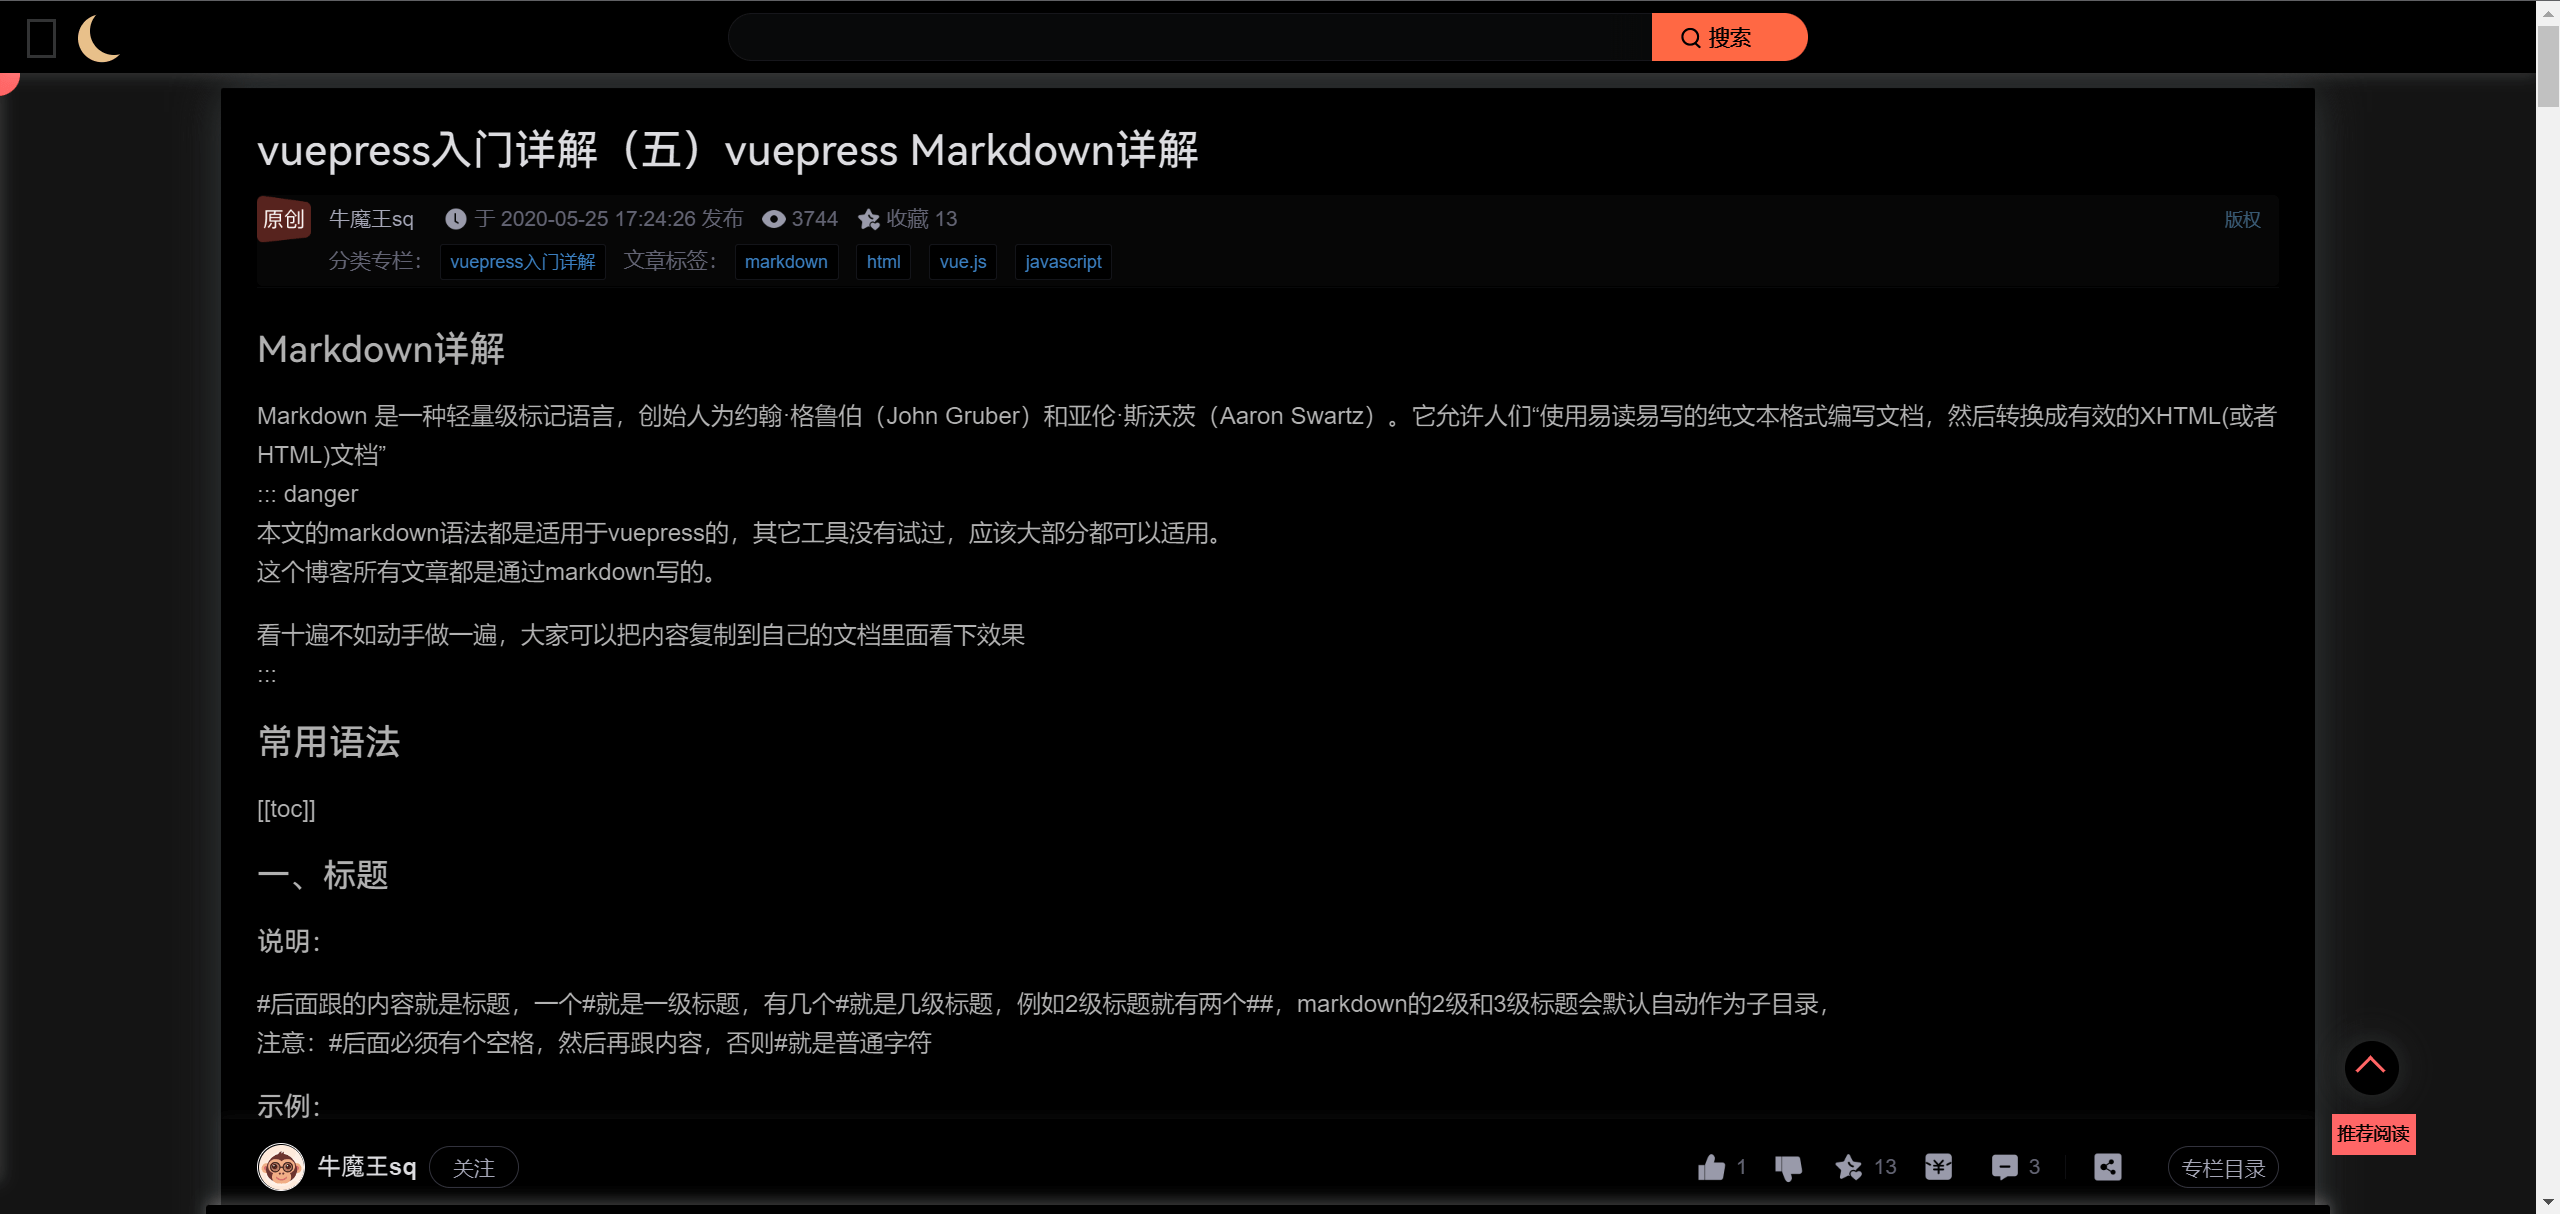 搜索
vuepress入门详解（五）vuepress Markdown详解
原创 牛魔王sq 于 2020-05-25 17:24:26 发布 3744 收藏 13 版权
分类专栏： vuepress入门详解 文章标签： markdown html vue.js javascript
Markdown详解
Markdown 是一种轻量级标记语言，创始人为约翰·格鲁伯（John Gruber）和亚伦·斯沃茨（Aaron Swartz）。它允许人们“使用易读易写的纯文本格式编写文档，然后转换成有效的XHTML(或者
HTML)文档”
::: danger
本文的markdown语法都是适用于vuepress的，其它工具没有试过，应该大部分都可以适用。
这个博客所有文章都是通过markdown写的。
看十遍不如动手做一遍，大家可以把内容复制到自己的文档里面看下效果
:::
常用语法
[[toc]]
一、标题
说明：
#后面跟的内容就是标题，一个#就是一级标题，有几个#就是几级标题，例如2级标题就有两个##，markdown的2级和3级标题会默认自动作为子目录，
注意：#后面必须有个空格，然后再跟内容，否则#就是普通字符
示例：
推荐阅读
牛魔王sq 关注 1 13 3 专栏目录